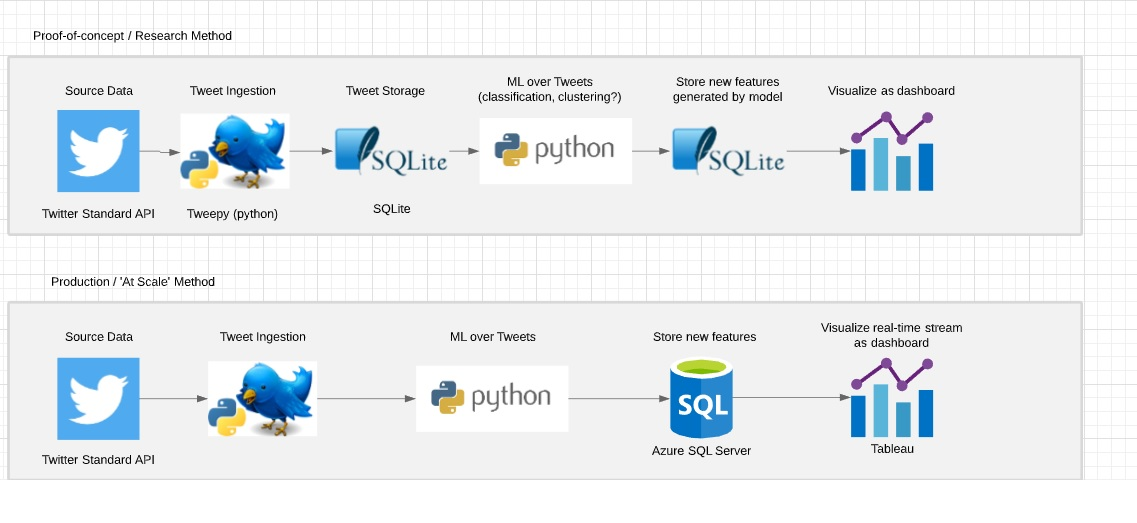 Proof-of-concept / Research Method
Source Data
Tweet Ingestion
Tweet Storage
ML over Tweets
(classification, clustering?)
Store new features
generated by model
Visualize as dashboard
SQLite
python
SQLite
Twitter Standard API
Tweepy (python)
SQLite
Production / 'At Scale' Method
Source Data
Tweet Ingestion
ML over Tweets
Store new features
Visualize real-time stream
as dashboard
python
SQL
Twitter Standard API
Azure SQL Server
Tableau